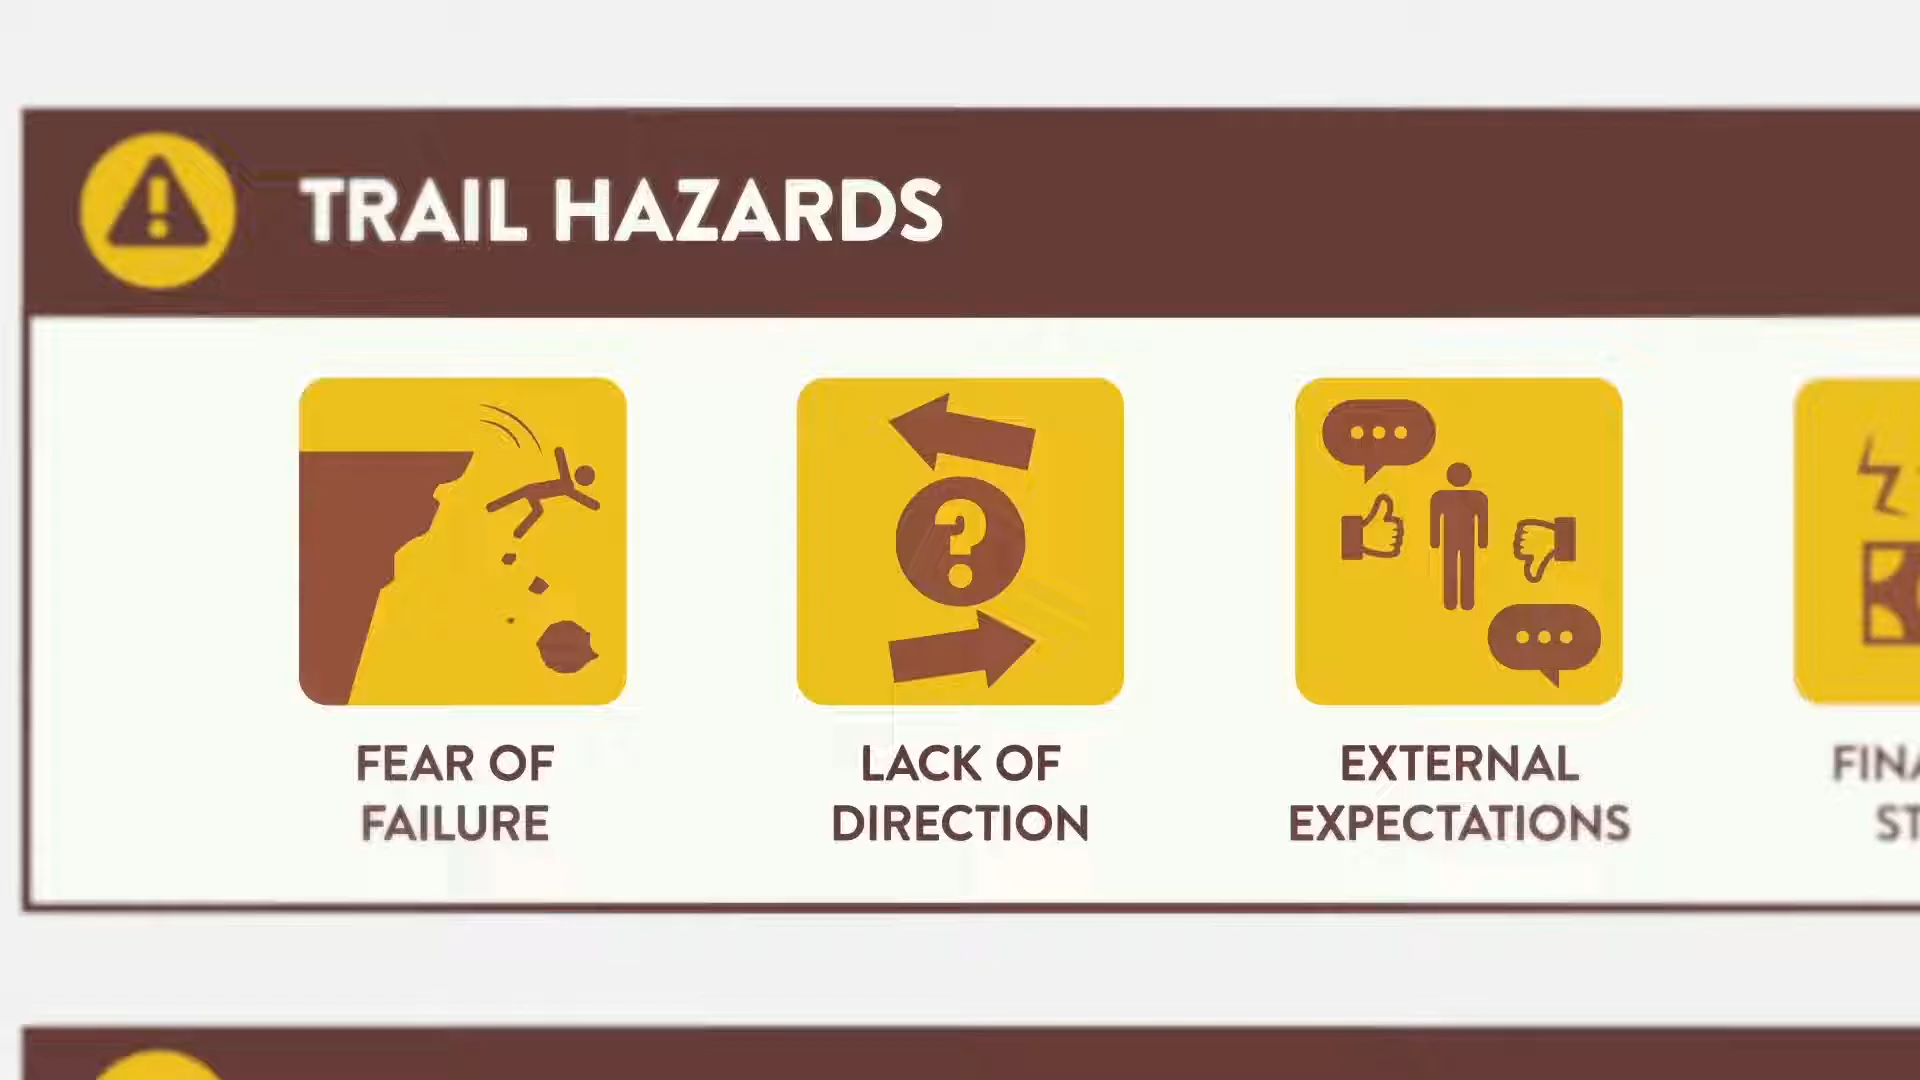 TRAIL HAZARDS
FEAR OF
FAILURE
LACK OF
DIRECTION
EXTERNAL
EXPECTATIONS